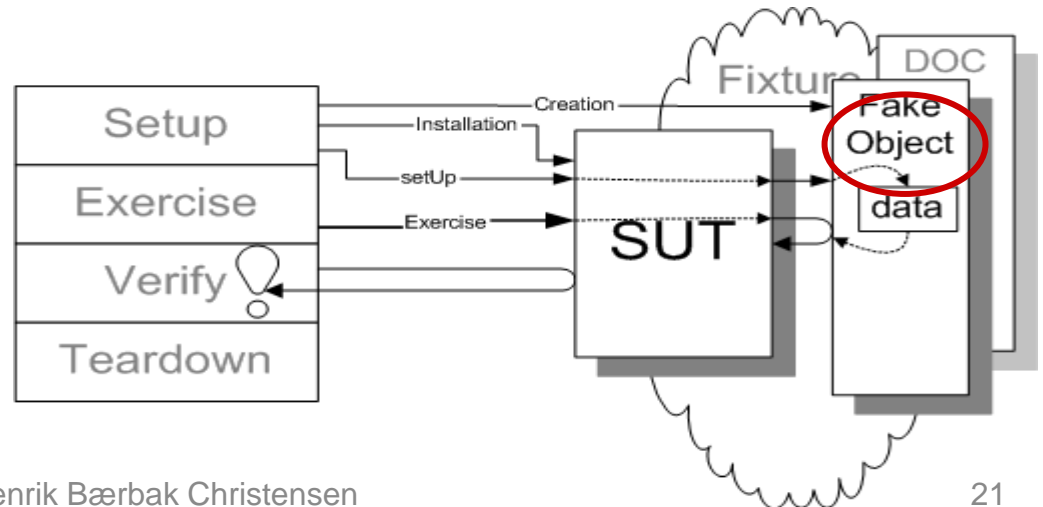 Setup
Exercise
Verify
Teardown
Creation
Installation
setUp
Exercise
SUT
Fixture
DOC
Fake
Object
data
enrik Bærbak Christensen
21